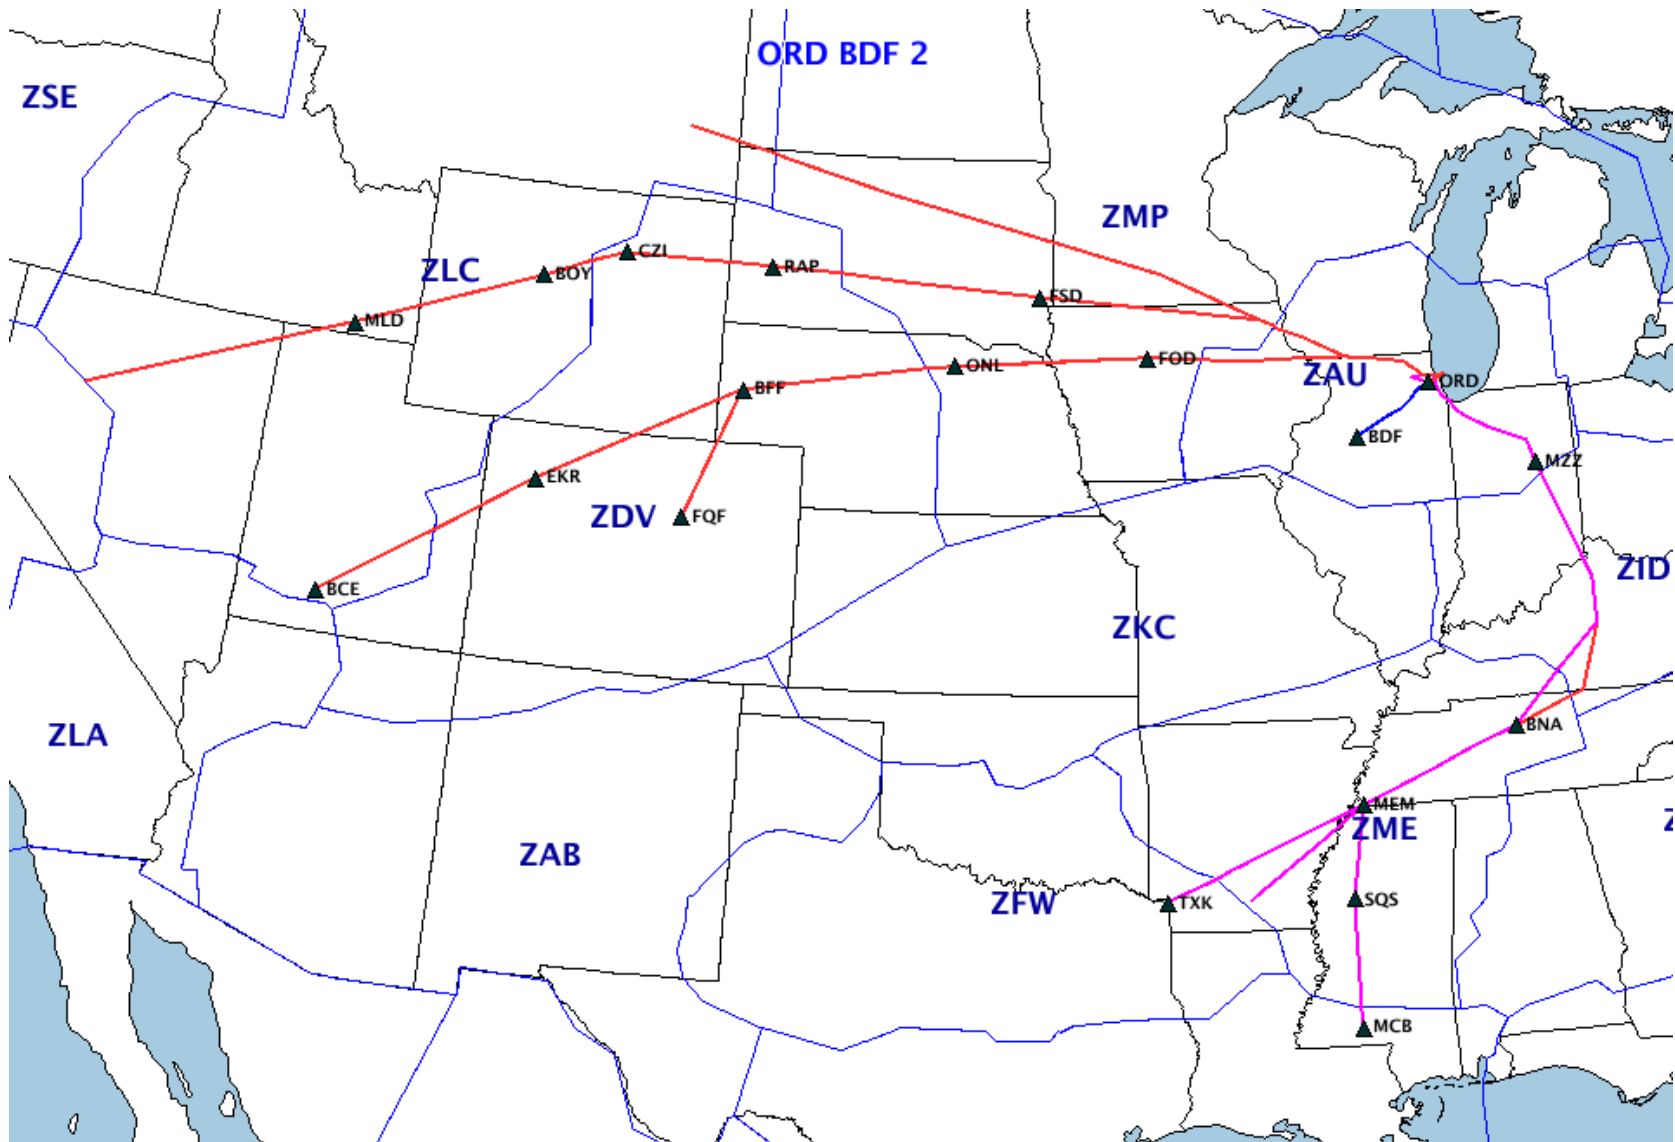 ORD BDF 2
ZSE
ZMP
CZI
ZLC
BOY
RAP
FSD
MLD
ONL
FOD
ZAU
ORD
BFF
BDF
MZZ
EKR
ZDV
FQF
ZID
BCE
ZKC
ZLA
BNA
MEM
ZME
Z
ZAB
ZFW
TXK
SQS
MCB